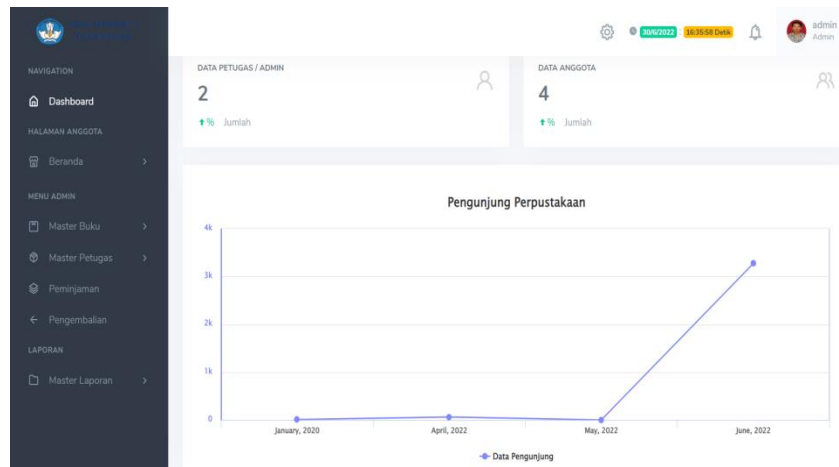 30/6/2022 : 16:35:58 Detik
admin
Admin
NAVIGATION
Dashboard
HALAMAN ANGGOTA
Beranda
MENU ADMIN
Master Buku
Master Petugas
Peminjaman
Pengembalian
LAPORAN
Master Laporan
DATA PETUGAS / ADMIN
2
% Jumlah
DATA ANGGOTA
4
% Jumlah
Pengunjung Perpustakaan
4k
3k
2k
1k
0
January, 2020 April, 2022 May, 2022 June, 2022
Data Pengunjung